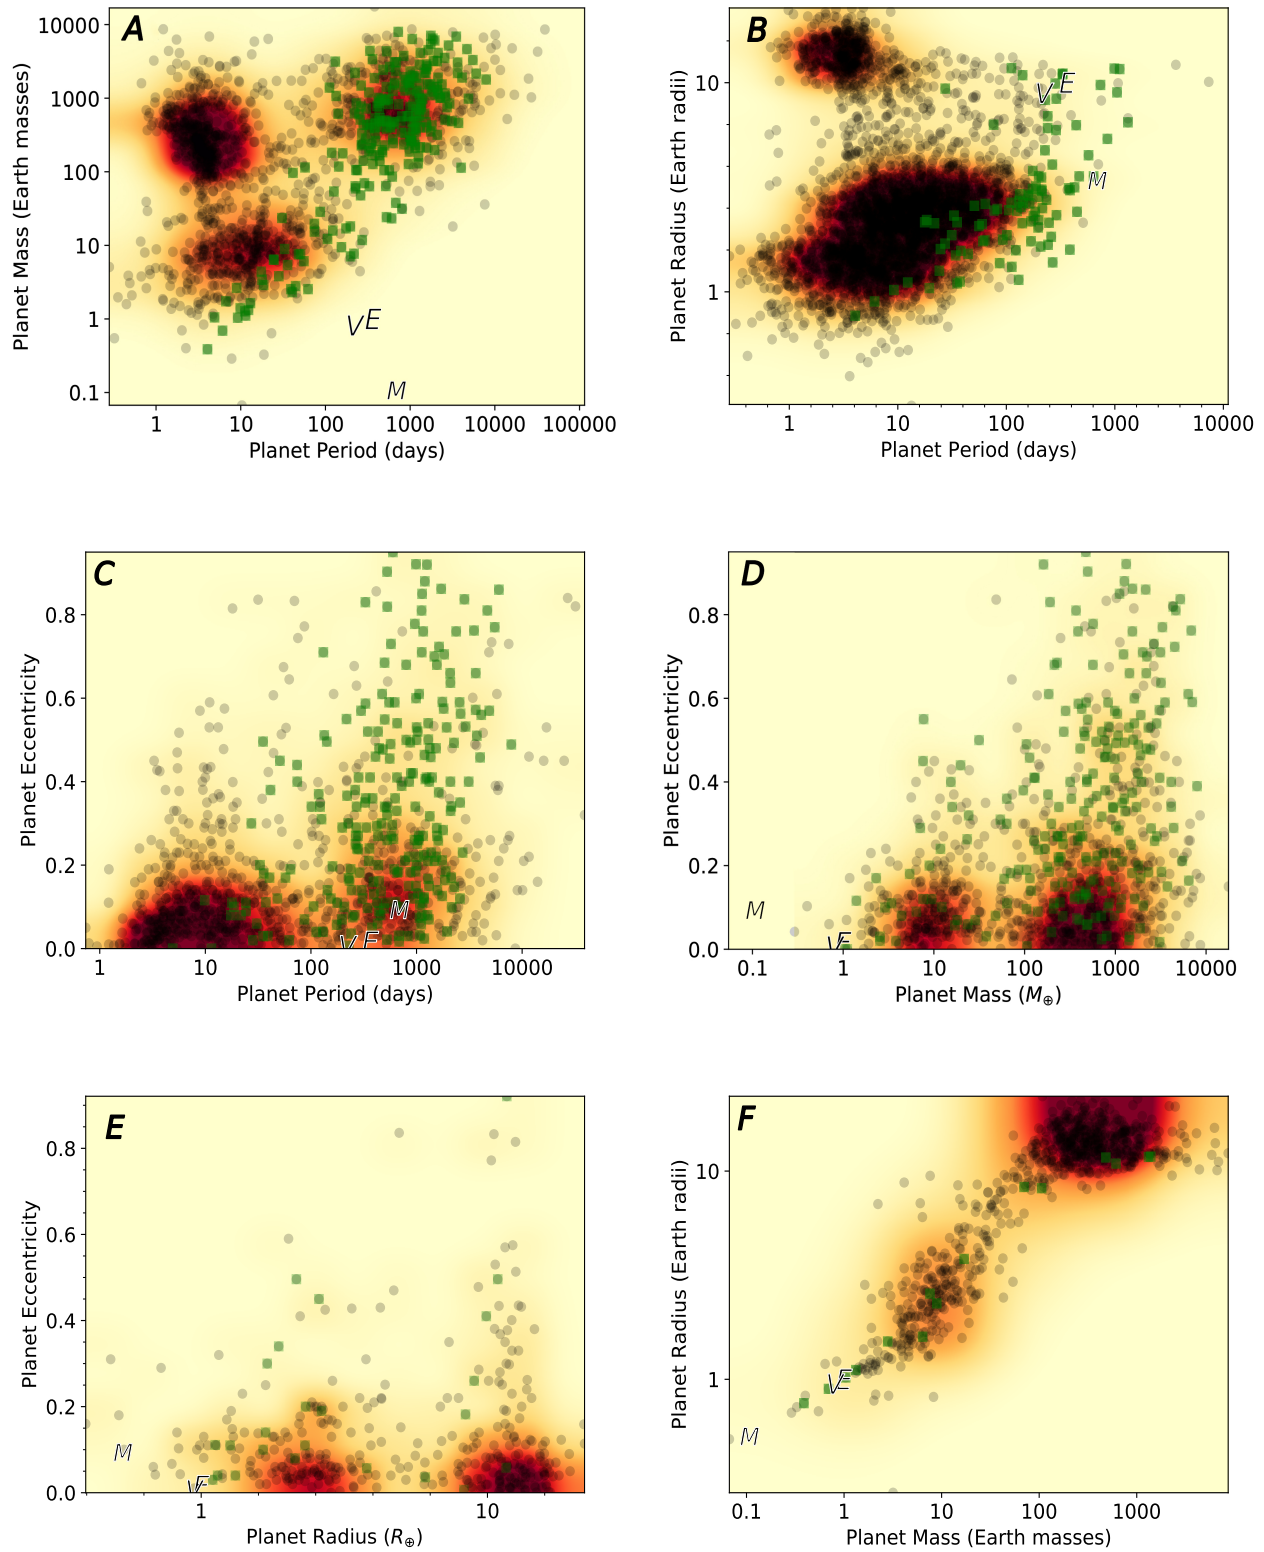 A
10000
1000
100
10
1
0.1
Planet Mass (Earth masses)
V E
M
1 10 100 1000 10000 100000
Planet Period (days)
B
10
1
Planet Radius (Earth radii)
V E
M
1 10 100 1000 10000
Planet Period (days)
C
0.8
0.6
0.4
0.2
0.0
Planet Eccentricity
M
V E
1 10 100 1000 10000
Planet Period (days)
D
0.8
0.6
0.4
0.2
0.0
Planet Eccentricity
M
VE
0.1 1 10 100 1000 10000
Planet Mass (M⊕)
E
0.8
0.6
0.4
0.2
0.0
Planet Eccentricity
M
VE
1 10
Planet Radius (R⊕)
F
10
1
Planet Radius (Earth radii)
VE
M
0.1 1 10 100 1000
Planet Mass (Earth masses)